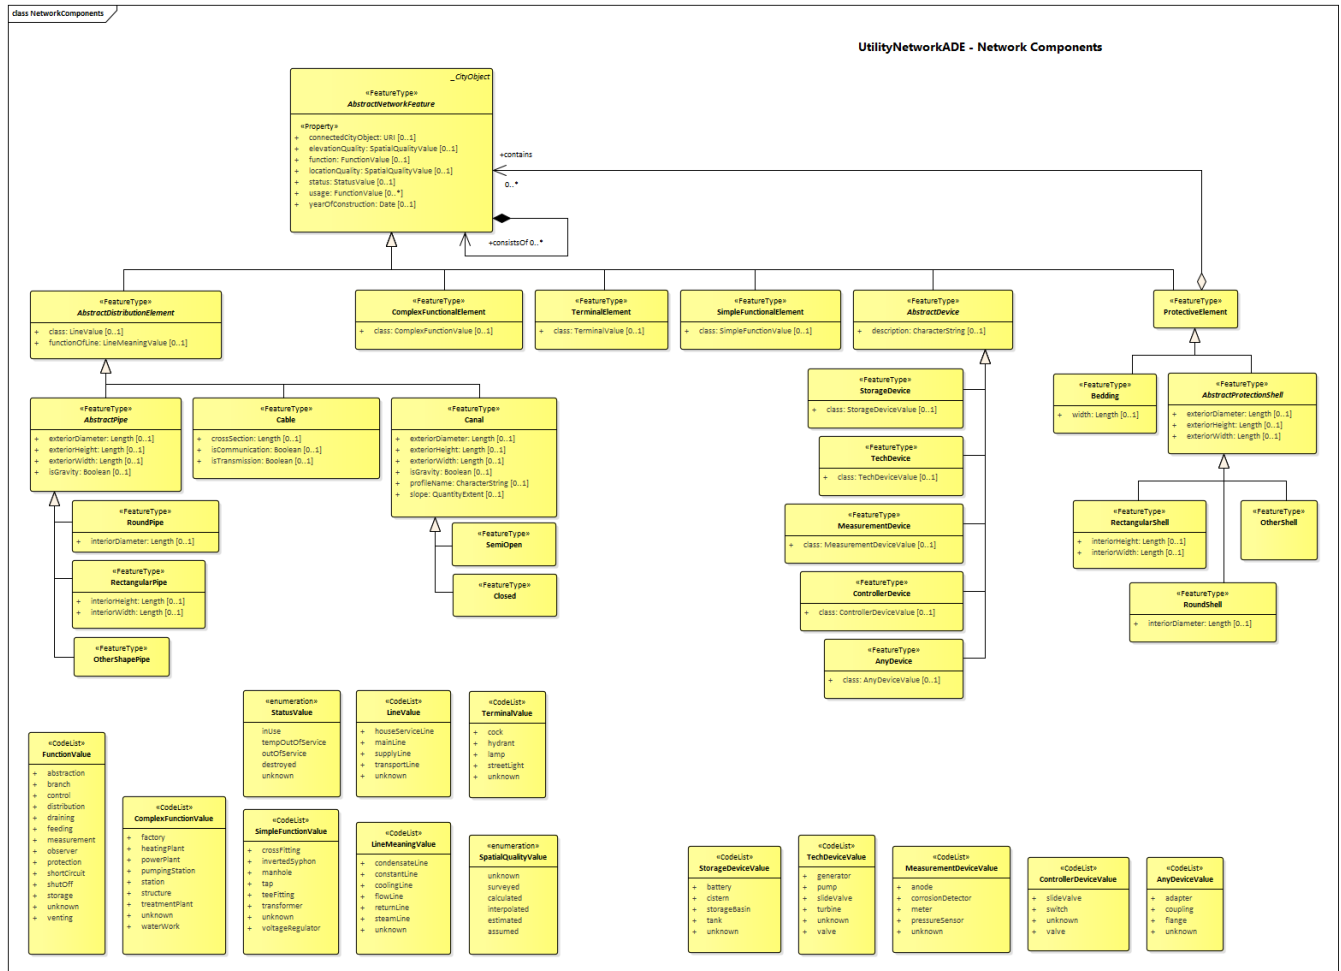 class NetworkComponents
UtilityNetworkADE - Network Components
_CityObject
«FeatureType»
AbstractNetworkFeature
«Property»
+ connectedCityObject: URI [0..1]
+ elevationQuality: SpatialQualityValue [0..1]
+ function: FunctionValue [0..1]
+ locationQuality: SpatialQualityValue [0..1]
+ status: StatusValue [0..1]
+ usage: FunctionValue [0..*]
+ yearOfConstruction: Date [0..1]
+contains
0..*
+consistsOf 0..*
«FeatureType»
AbstractDistributionElement
+ class: LineValue [0..1]
+ functionOfLine: LineMeaningValue [0..1]
«FeatureType»
ComplexFunctionalElement
+ class: ComplexFunctionValue [0..1]
«FeatureType»
TerminalElement
+ class: TerminalValue [0..1]
«FeatureType»
SimpleFunctionalElement
+ class: SimpleFunctionValue [0..1]
«FeatureType»
AbstractDevice
+ description: CharacterString [0..1]
«FeatureType»
ProtectiveElement
«FeatureType»
AbstractPipe
+ exteriorDiameter: Length [0..1]
+ exteriorHeight: Length [0..1]
+ exteriorWidth: Length [0..1]
+ isGravity: Boolean [0..1]
«FeatureType»
Cable
+ crossSection: Length [0..1]
+ isCommunication: Boolean [0..1]
+ isTransmission: Boolean [0..1]
«FeatureType»
Canal
+ exteriorDiameter: Length [0..1]
+ exteriorHeight: Length [0..1]
+ exteriorWidth: Length [0..1]
+ isGravity: Boolean [0..1]
+ profileName: CharacterString [0..1]
+ slope: QuantityExtent [0..1]
«FeatureType»
RoundPipe
+ interiorDiameter: Length [0..1]
«FeatureType»
RectangularPipe
+ interiorHeight: Length [0..1]
+ interiorWidth: Length [0..1]
«FeatureType»
OtherShapePipe
«FeatureType»
SemiOpen
«FeatureType»
Closed
«FeatureType»
StorageDevice
+ class: StorageDeviceValue [0..1]
«FeatureType»
TechDevice
+ class: TechDeviceValue [0..1]
«FeatureType»
MeasurementDevice
+ class: MeasurementDeviceValue [0..1]
«FeatureType»
ControllerDevice
+ class: ControllerDeviceValue [0..1]
«FeatureType»
AnyDevice
+ class: AnyDeviceValue [0..1]
«FeatureType»
Bedding
+ width: Length [0..1]
«FeatureType»
AbstractProtectionShell
+ exteriorDiameter: Length [0..1]
+ exteriorHeight: Length [0..1]
+ exteriorWidth: Length [0..1]
«FeatureType»
RectangularShell
+ interiorHeight: Length [0..1]
+ interiorWidth: Length [0..1]
«FeatureType»
OtherShell
«FeatureType»
RoundShell
+ interiorDiameter: Length [0..1]
«CodeList»
FunctionValue
+ abstraction
+ branch
+ control
+ distribution
+ draining
+ feeding
+ measurement
+ observer
+ protection
+ shortCircuit
+ shutOff
+ storage
+ unknown
+ venting
«CodeList»
ComplexFunctionValue
+ factory
+ heatingPlant
+ powerPlant
+ pumpingStation
+ station
+ structure
+ treatmentPlant
+ unknown
+ waterWork
«enumeration»
StatusValue
inUse
tempOutOfService
outOfService
destroyed
unknown
«CodeList»
LineValue
+ houseServiceLine
+ mainLine
+ supplyLine
+ transportLine
+ unknown
«CodeList»
TerminalValue
+ cock
+ hydrant
+ lamp
+ streetLight
+ unknown
«CodeList»
SimpleFunctionValue
+ crossFitting
+ invertedSyphon
+ manhole
+ tap
+ teeFitting
+ transformer
+ unknown
+ voltageRegulator
«CodeList»
LineMeaningValue
+ condensateLine
+ constantLine
+ coolingLine
+ flowLine
+ returnLine
+ steamLine
+ unknown
«enumeration»
SpatialQualityValue
unknown
surveyed
calculated
interpolated
estimated
assumed
«CodeList»
StorageDeviceValue
+ battery
+ cistern
+ storageBasin
+ tank
+ unknown
«CodeList»
TechDeviceValue
+ generator
+ pump
+ slideValve
+ turbine
+ unknown
+ valve
«CodeList»
MeasurementDeviceValue
+ anode
+ corrosionDetector
+ meter
+ pressureSensor
+ unknown
«CodeList»
ControllerDeviceValue
+ slideValve
+ switch
+ unknown
+ valve
«CodeList»
AnyDeviceValue
+ adapter
+ coupling
+ flange
+ unknown